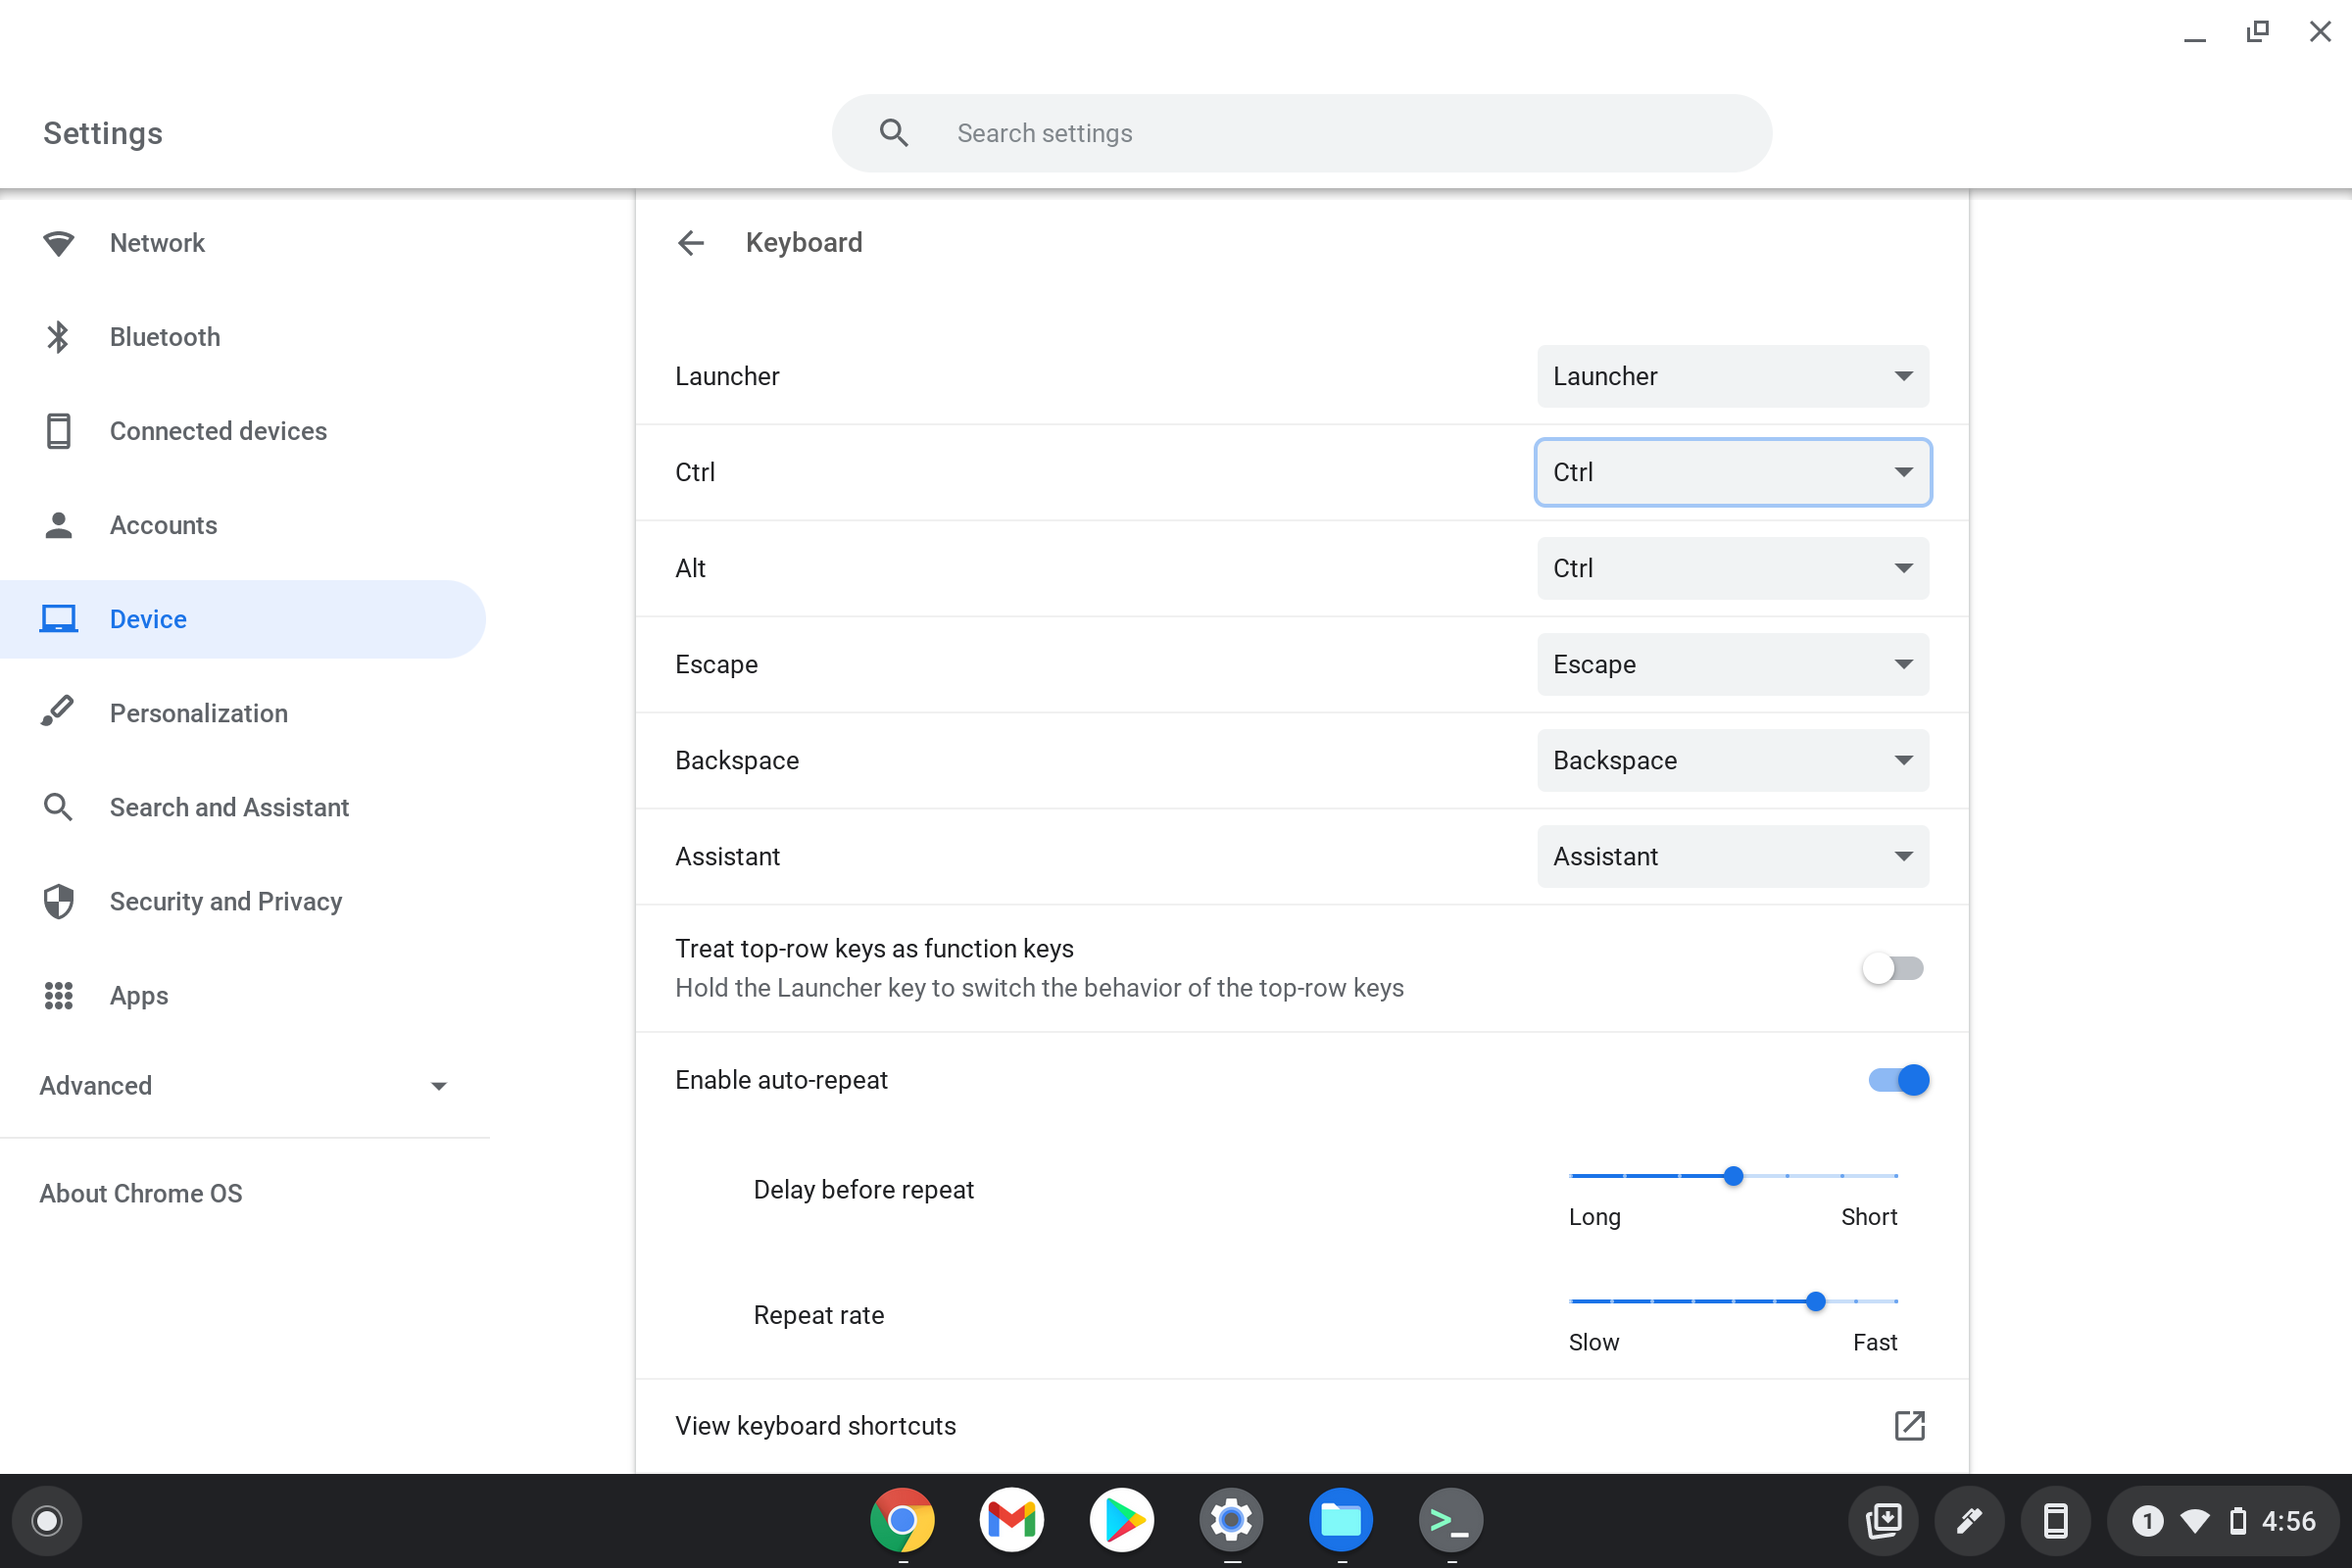 Settings
Search settings
Network
Bluetooth
Connected devices
Accounts
Device
Personalization
Search and Assistant
Security and Privacy
Apps
Advanced
About Chrome OS
Keyboard
Launcher Launcher
Ctrl Ctrl
Alt Ctrl
Escape Escape
Backspace Backspace
Assistant Assistant
Treat top-row keys as function keys
Hold the Launcher key to switch the behavior of the top-row keys
Enable auto-repeat
Delay before repeat
Long Short
Repeat rate
Slow Fast
View keyboard shortcuts
>_
1 4:56